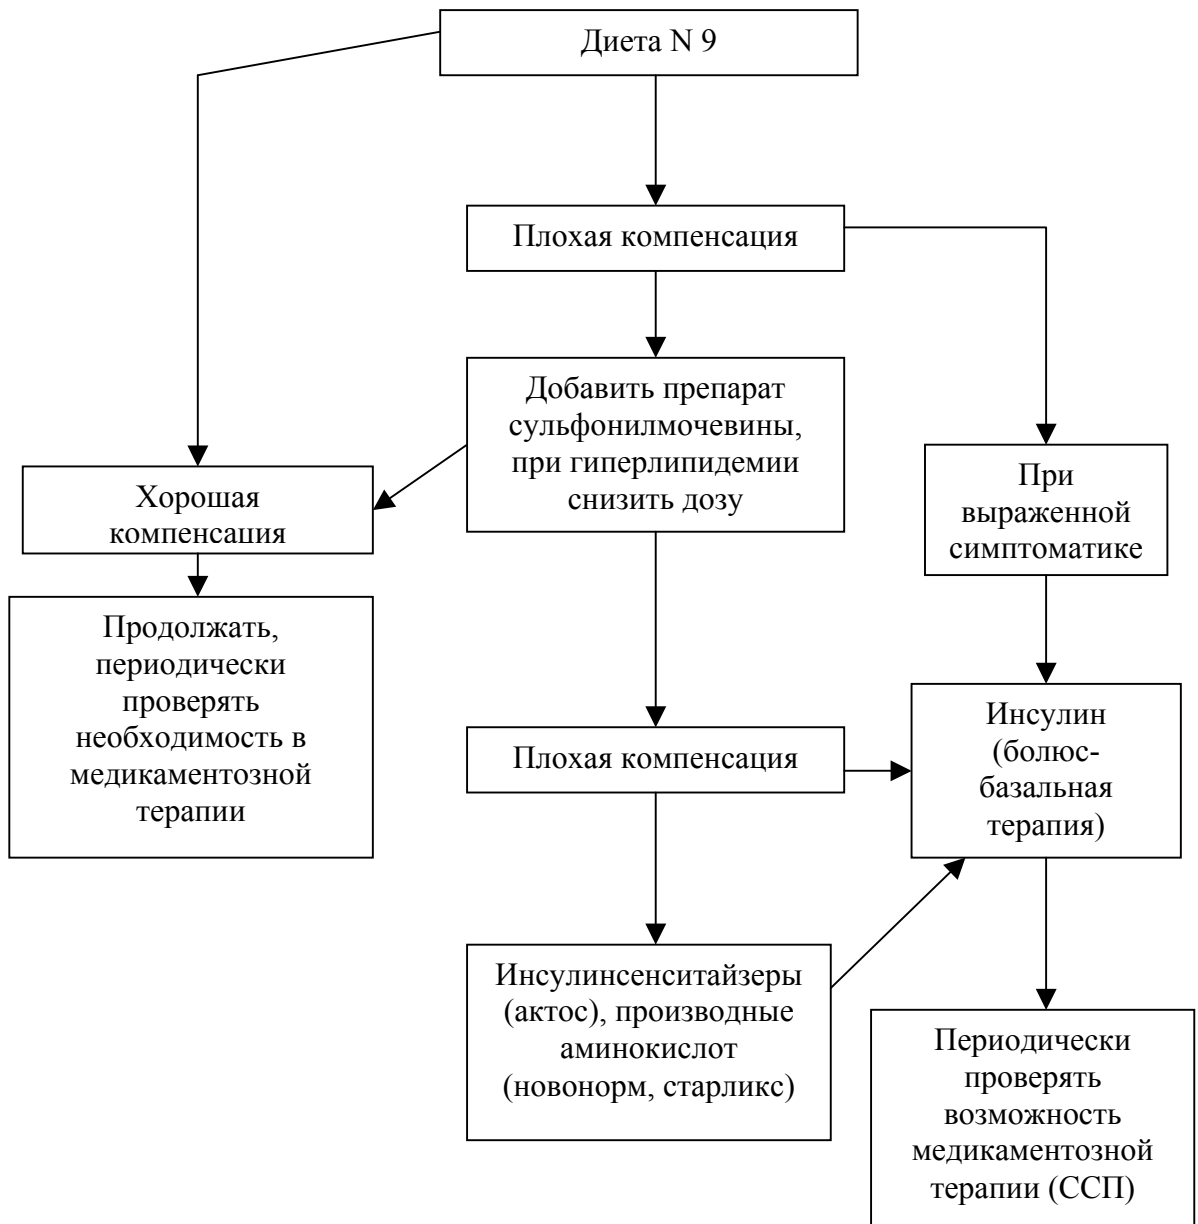 Диета N 9
Плохая компенсация
Добавить препарат
сульфонилмочевины,
при гиперлипидемии
снизить дозу
Хорошая
компенсация
При
выраженной
симптоматике
Продолжать,
периодически
проверять
необходимость в
медикаментозной
терапии
Плохая компенсация
Инсулин
(болюс-
базальная
терапия)
Инсулинсенситайзеры
(актос), производные
аминокислот
(новонорм, старликс)
Периодически
проверять
возможность
медикаментозной
терапии (ССП)